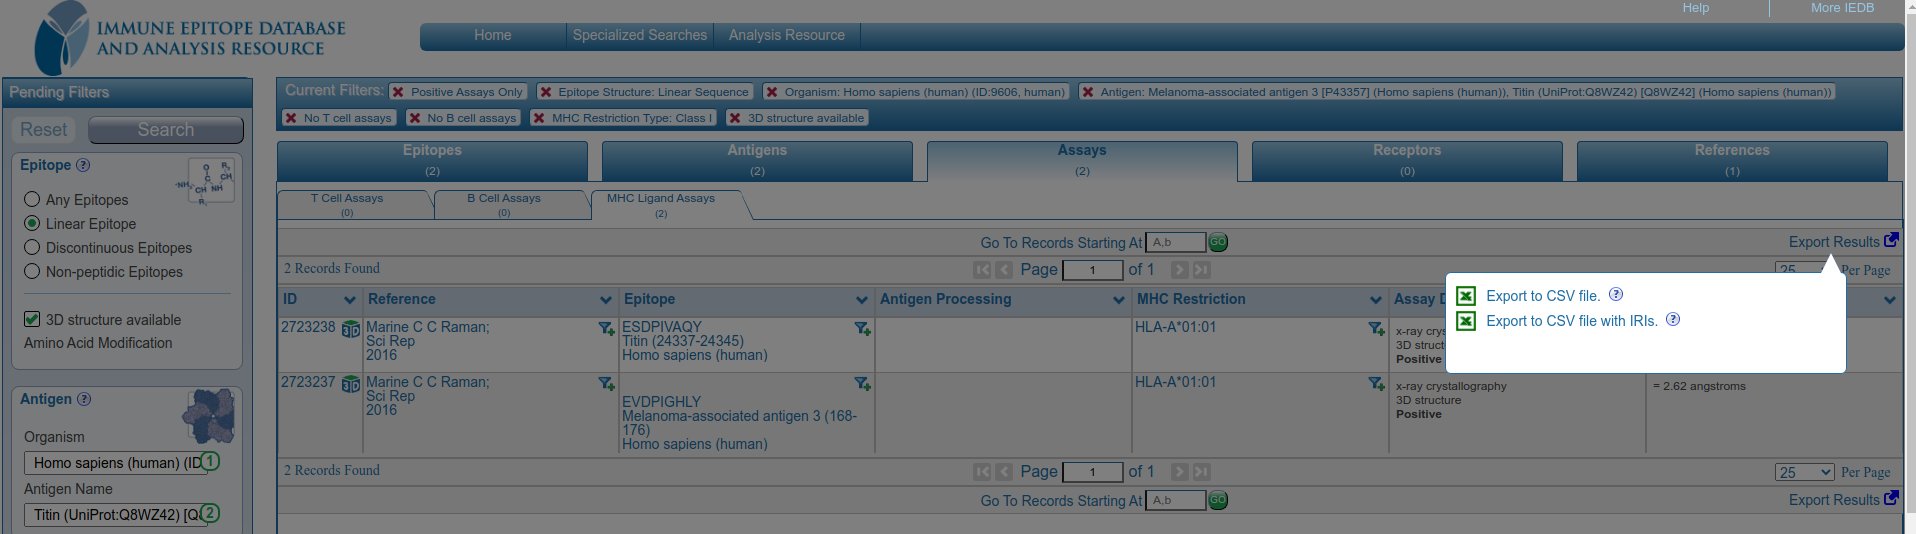 Help
More IEDB
IMMUNE EPITOPE DATABASE
AND ANALYSIS RESOURCE
Home
Specialized Searches
Analysis Resource
Pending Filters
Reset
Search
Epitope
Any Epitopes
Linear Epitope
Discontinuous Epitopes
Non-peptidic Epitopes
3D structure available
Amino Acid Modification
Antigen
Organism
Homo sapiens (human) (ID
1
Antigen Name
Titin (UniProt:Q8WZ42) [Q
2
Current Filters:
Positive Assays Only
Epitope Structure: Linear Sequence
Organism: Homo sapiens (human) (ID:9606, human)
Antigen: Melanoma-associated antigen 3 [P43357] (Homo sapiens (human)), Titin (UniProt:Q8WZ42) [Q8WZ42] (Homo sapiens (human))
No T cell assays
No B cell assays
MHC Restriction Type: Class I
3D structure available
Epitopes
(2)
Antigens
(2)
Assays
(2)
Receptors
(0)
References
(1)
T Cell Assays
(0)
B Cell Assays
(0)
MHC Ligand Assays
(2)
Go To Records Starting At A,b GO
Export Results
2 Records Found
Page 1 of 1
25 Per Page
Export to CSV file.
Export to CSV file with IRIs.
ID
Reference
Epitope
Antigen Processing
MHC Restriction
Assay D
2723238
3D
Marine C C Raman;
Sci Rep
2016
ESDPIVAQY
Titin (24337-24345)
Homo sapiens (human)
HLA-A*01:01
x-ray crys
3D struct
Positive
2723237
3D
Marine C C Raman;
Sci Rep
2016
EVDPIGHLY
Melanoma-associated antigen 3 (168-
176)
Homo sapiens (human)
HLA-A*01:01
x-ray crystallography
3D structure
Positive
= 2.62 angstroms
2 Records Found
Page 1 of 1
25 Per Page
Go To Records Starting At A,b GO
Export Results